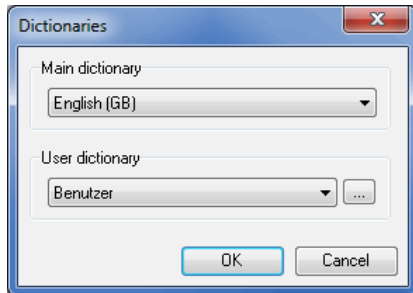 Dictionaries
Main dictionary
English (GB)
User dictionary
Benutzer
...
OK Cancel